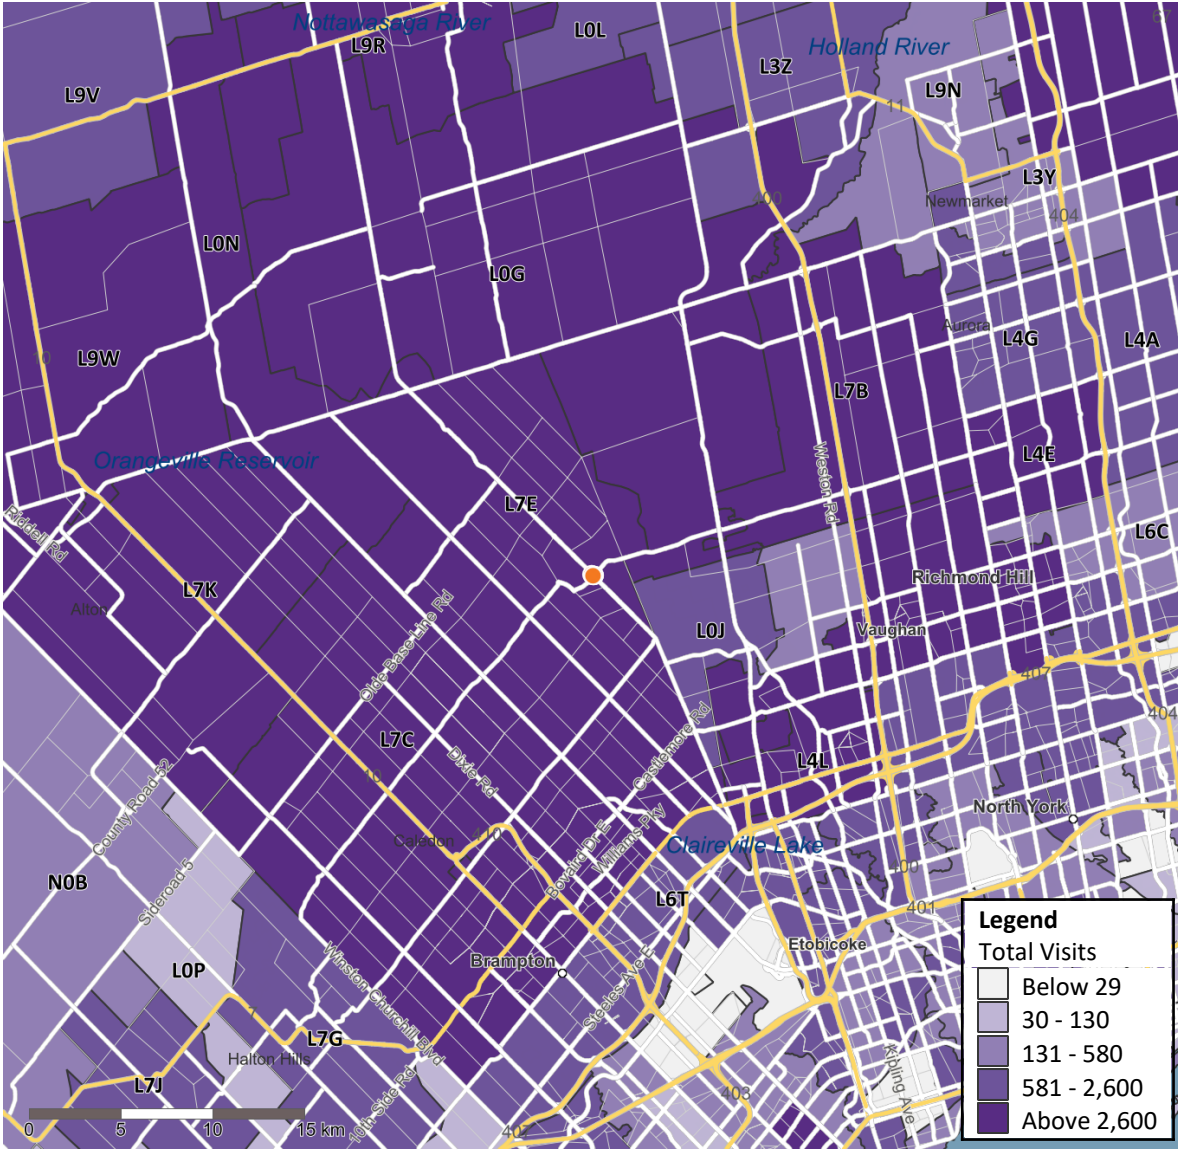 Nottawasaga River
L9R
L0L
67
Holland River
L3Z
L9V
L9N
11
L3Y
Newmarket
400
404
L0N
L0G
Aurora
L4G
L4A
10
L9W
L7B
Orangeville Reservoir
L4E
Weston Rd
L7E
Riddell Rd
L6C
Richmond Hill
L7K
Alton
Olde Base Line Rd
L0J
Vaughan
407
404
L7C
Castlemore Rd
Dixie Rd
L4L
10
County Road 52
North York
Caledon
410
Williams Pky
Claireville Lake
Bovaird Dr E
400
N0B
Sideroad 5
L6T
401
Etobicoke
L0P
Brampton
Winston Churchill Blvd
Steeles Ave E
7
L7G
Halton Hills
L7J
10th Side Rd
403
Kipling Ave
407
0 5 10 15 km
Legend
Total Visits
Below 29
30 - 130
131 - 580
581 - 2,600
Above 2,600